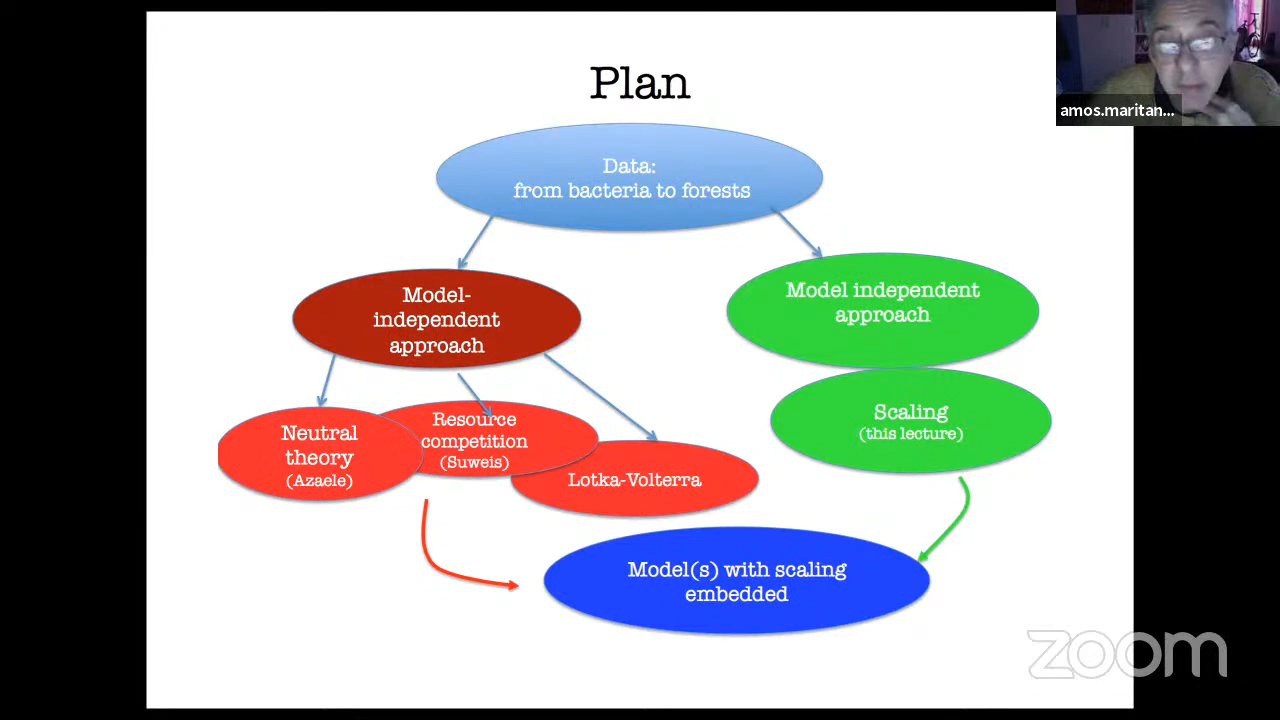 Plan
amos.maritan...
Data:
from bacteria to forests
Model-
independent
approach
Model independent
approach
Neutral
theory
(Azaele)
Resource
competition
(Suweis)
Lotka-Volterra
Scaling
(this lecture)
Model(s) with scaling
embedded
zoom